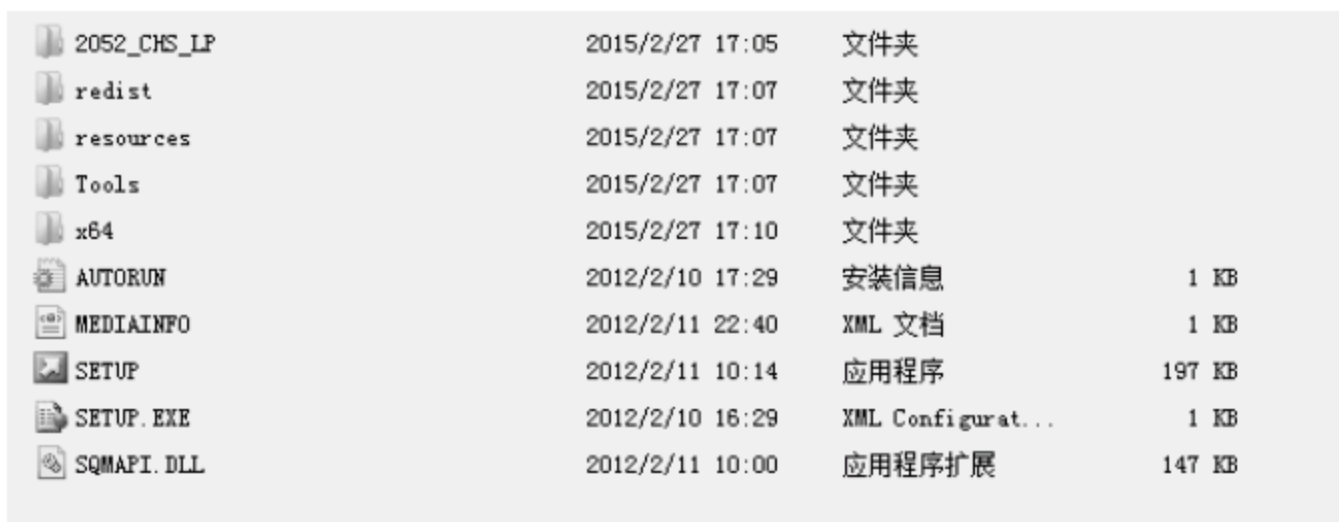 2052_CHS_LP 2015/2/27 17:05 文件夹
redist 2015/2/27 17:07 文件夹
resources 2015/2/27 17:07 文件夹
Tools 2015/2/27 17:07 文件夹
x64 2015/2/27 17:10 文件夹
AUTORUN 2012/2/10 17:29 安装信息 1 KB
MEDIAINFO 2012/2/11 22:40 XML 文档 1 KB
SETUP 2012/2/11 10:14 应用程序 197 KB
SETUP.EXE 2012/2/10 16:29 XML Configurat... 1 KB
SQMAPI.DLL 2012/2/11 10:00 应用程序扩展 147 KB